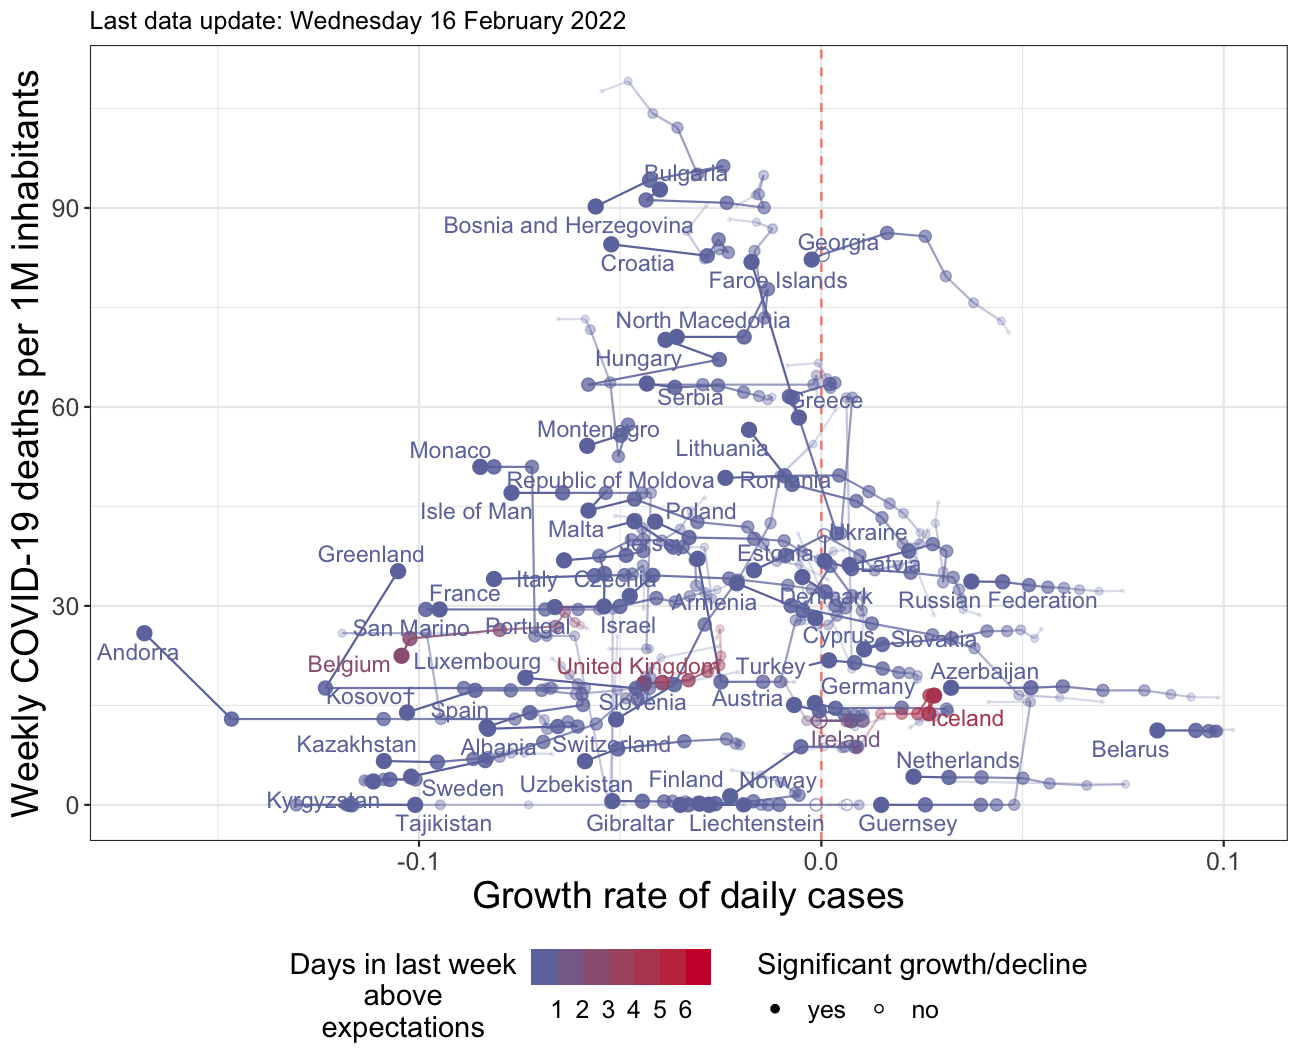 Last data update: Wednesday 16 February 2022
Weekly COVID-19 deaths per 1M inhabitants
90
60
30
0
Bulgaria
Bosnia and Herzegovina
Georgia
Croatia
Faroe Islands
North Macedonia
Hungary
Serbia
Greece
Montenegro
Monaco
Lithuania
Republic of Moldova
Romania
Isle of Man
Poland
Malta
Ukraine
Jersey
Greenland
Estonia
Latvia
Italy
Czechia
France
Denmark
Armenia
Russian Federation
San Marino
Portugal
Israel
Cyprus
Slovakia
Andorra
Belgium
Luxembourg
United Kingdom
Turkey
Azerbaijan
Kosovo†
Germany
Slovenia
Austria
Spain
Iceland
Ireland
Kazakhstan
Albania
Switzerland
Belarus
Netherlands
Sweden
Uzbekistan
Finland
Norway
Kyrgyzstan
Tajikistan
Gibraltar
Liechtenstein
Guernsey
-0.1
0.0
0.1
Growth rate of daily cases
Days in last week
above
expectations
1 2 3 4 5 6
Significant growth/decline
yes
no